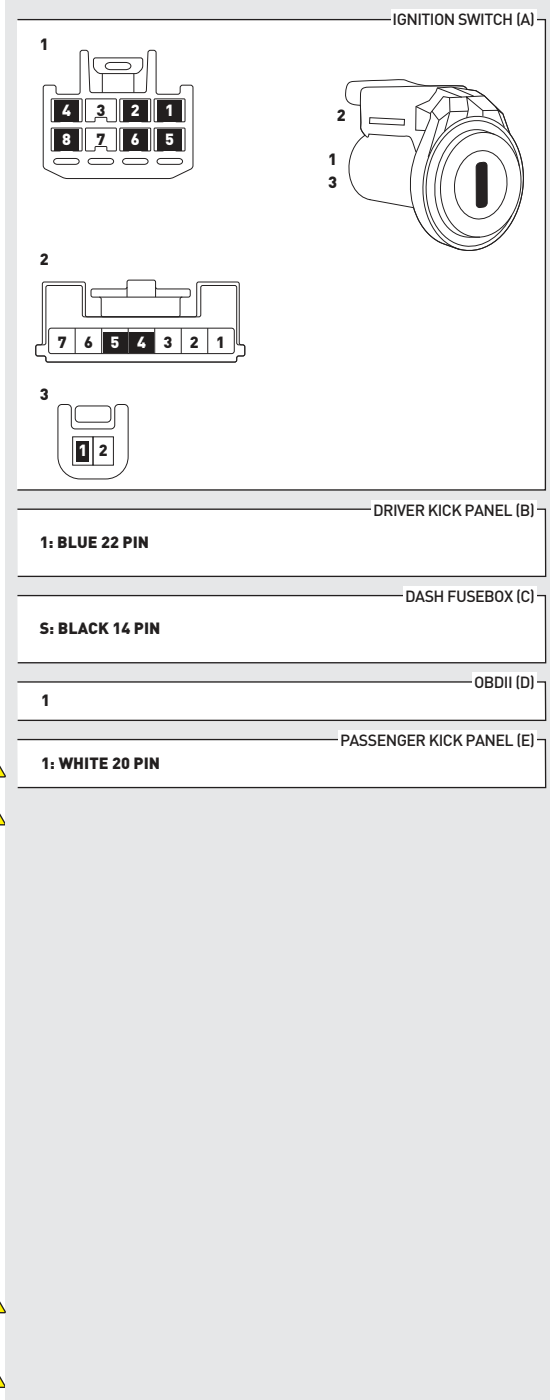 IGNITION SWITCH (A)
1
4 3 2 1
8 7 6 5
2
1
3
2
7 6 5 4 3 2 1
3
1 2
DRIVER KICK PANEL (B)
1: BLUE 22 PIN
DASH FUSEBOX (C)
S: BLACK 14 PIN
OBDII (D)
1
PASSENGER KICK PANEL (E)
1: WHITE 20 PIN